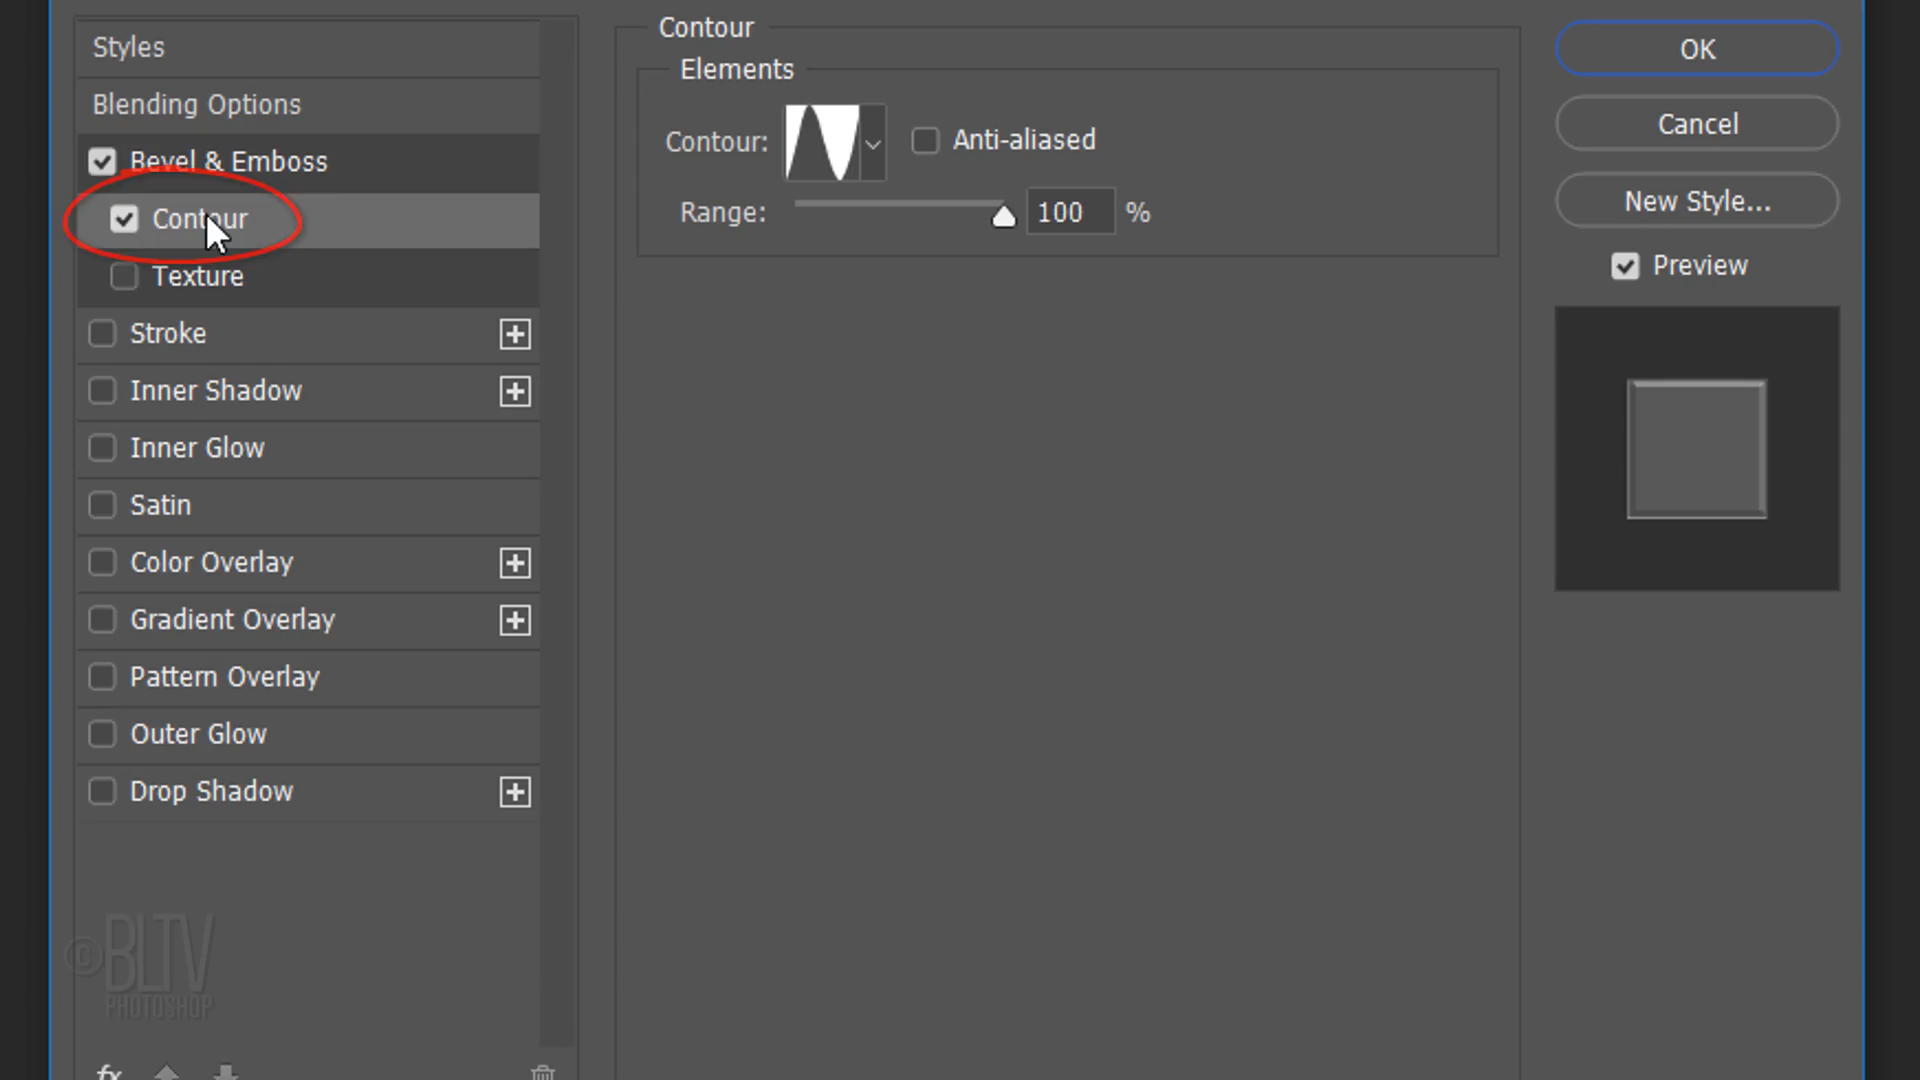 Styles
Blending Options
Bevel & Emboss
Contour
Texture
Stroke
Inner Shadow
Inner Glow
Satin
Color Overlay
Gradient Overlay
Pattern Overlay
Outer Glow
Drop Shadow
©BLTV
PHOTOSHOP
fx
Contour
Elements
Contour: Anti-aliased
Range: 100 %
OK
Cancel
New Style...
Preview